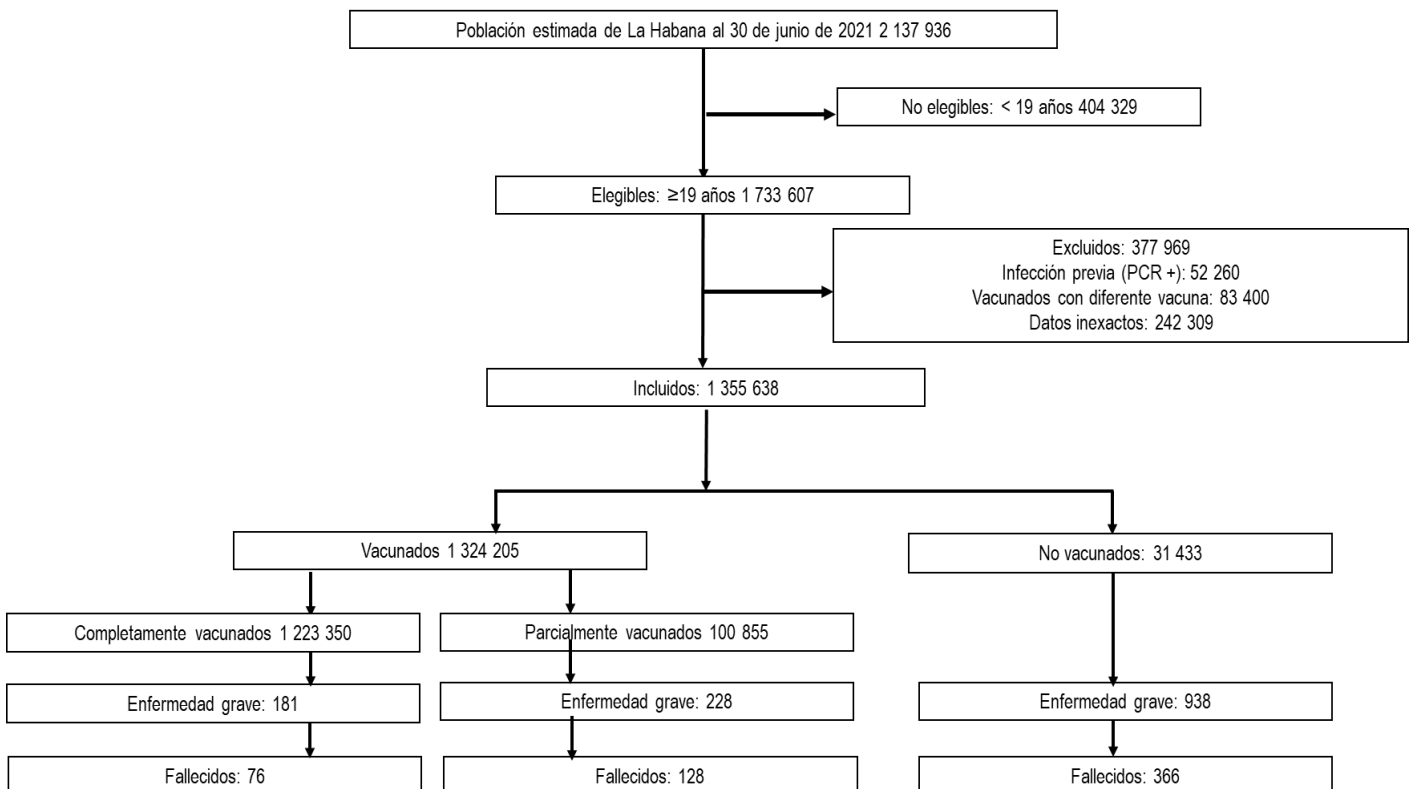 Población estimada de La Habana al 30 de junio de 2021 2 137 936
No elegibles: < 19 años 404 329
Elegibles: ≥19 años 1 733 607
Excluidos: 377 969
Infección previa (PCR +): 52 260
Vacunados con diferente vacuna: 83 400
Datos inexactos: 242 309
Incluidos: 1 355 638
Vacunados 1 324 205
No vacunados: 31 433
Completamente vacunados 1 223 350
Parcialmente vacunados 100 855
Enfermedad grave: 181
Enfermedad grave: 228
Enfermedad grave: 938
Fallecidos: 76
Fallecidos: 128
Fallecidos: 366